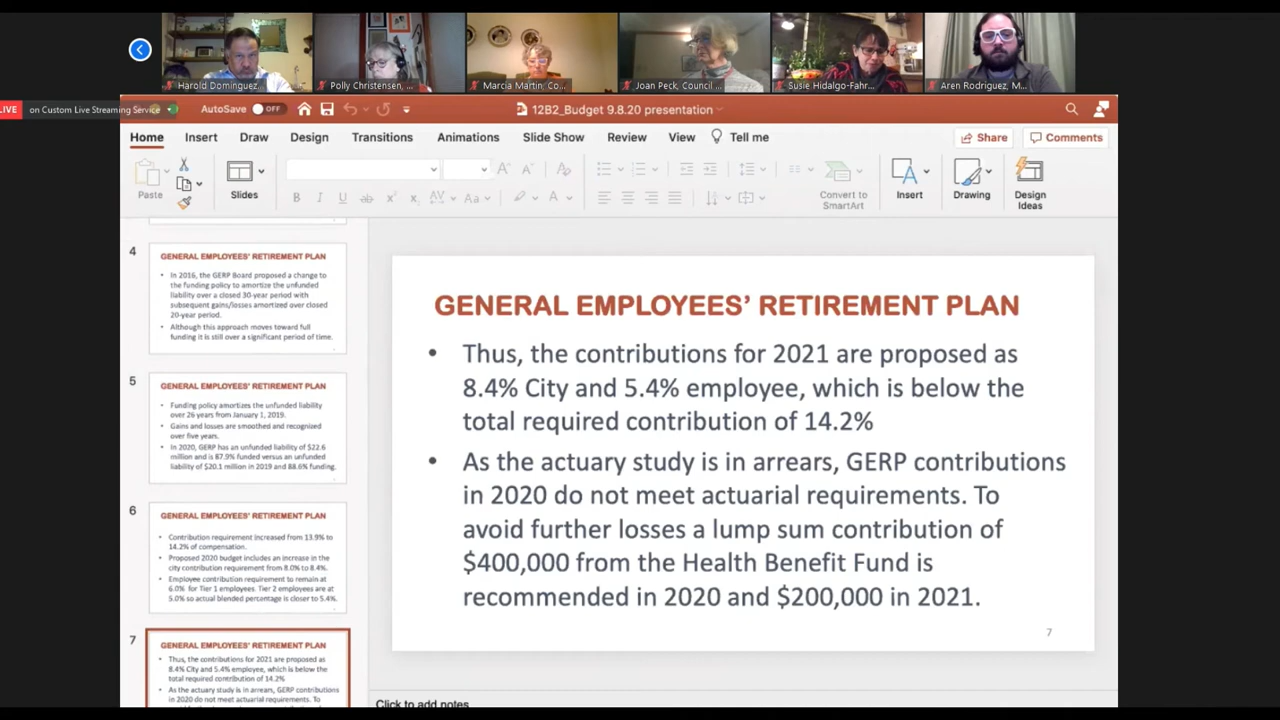 Harold Dominguez,
Polly Christensen,
Marcia Martin, Co...
Joan Peck, Council ...
Susie Hidalgo-Fahr...
Aren Rodriguez, M...
LIVE
on Custom Live Streaming Service
AutoSave OFF
12B2_Budget 9.8.20 presentation
Home Insert Draw Design Transitions Animations Slide Show Review View Tell me
Share Comments
Paste
Slides
B I U ab x² x₂ AV Aa A
Convert to
SmartArt
Insert
Drawing
Design
Ideas
4
GENERAL EMPLOYEES' RETIREMENT PLAN
• In 2016, the GERP Board proposed a change to
the funding policy to amortize the unfunded
liability over a closed 30-year period with
subsequent gains/losses amortized over closed
20-year period.
• Although this approach moves toward full
funding it is still over a significant period of time.
5
GENERAL EMPLOYEES' RETIREMENT PLAN
• Funding policy amortizes the unfunded liability
over 26 years from January 1, 2019.
• Gains and losses are smoothed and recognized
over five years.
• In 2020, GERP has an unfunded liability of $22.6
million and is 87.9% funded versus an unfunded
liability of $20.1 million in 2019 and 88.6% funding.
6
GENERAL EMPLOYEES' RETIREMENT PLAN
• Contribution requirement increased from 13.9% to
14.2% of compensation.
• Proposed 2020 budget includes an increase in the
city contribution requirement from 8.0% to 8.4%.
• Employee contribution requirement to remain at
6.0% for Tier 1 employees. Tier 2 employees are at
5.0% so actual blended percentage is closer to 5.4%.
7
GENERAL EMPLOYEES' RETIREMENT PLAN
• Thus, the contributions for 2021 are proposed as
8.4% City and 5.4% employee, which is below the
total required contribution of 14.2%
• As the actuary study is in arrears, GERP contributions
in 2020 do not meet actuarial requirements. To
GENERAL EMPLOYEES' RETIREMENT PLAN
• Thus, the contributions for 2021 are proposed as
8.4% City and 5.4% employee, which is below the
total required contribution of 14.2%
• As the actuary study is in arrears, GERP contributions
in 2020 do not meet actuarial requirements. To
avoid further losses a lump sum contribution of
$400,000 from the Health Benefit Fund is
recommended in 2020 and $200,000 in 2021.
7
Click to add notes